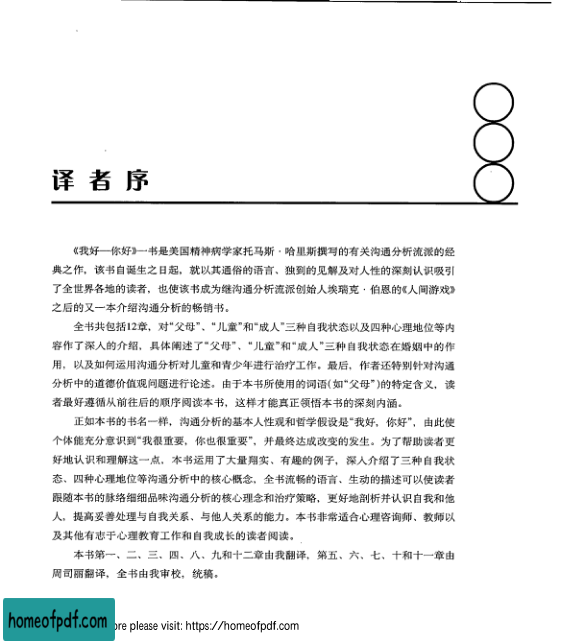 译者序
《我好—你好》一书是美国精神病学家托马斯·哈里斯撰写的有关沟通分析流派的经
典之作，该书自诞生之日起，就以其通俗的语言、独到的见解及对人性的深刻认识吸引
了全世界各地的读者，也使该书成为继沟通分析流派创始人埃瑞克·伯恩的《人间游戏》
之后的又一本介绍沟通分析的畅销书。
全书共包括12章，对“父母”、“儿童”和“成人”三种自我状态以及四种心理地位等内
容作了深入的介绍，具体阐述了“父母”、“儿童”和“成人”三种自我状态在婚姻中的作
用，以及如何运用沟通分析对儿童和青少年进行治疗工作。最后，作者还特别针对沟通
分析中的道德价值观问题进行论述。由于本书所使用的词语(如“父母”)的特定含义，读
者最好遵循从前往后的顺序阅读本书，这样才能真正领悟本书的深刻内涵。
正如本书的书名一样，沟通分析的基本人性观和哲学假设是“我好，你好”，由此使
个体能充分意识到“我很重要，你也很重要”，并最终达成改变的发生。为了帮助读者更
好地认识和理解这一点，本书运用了大量翔实、有趣的例子，深入介绍了三种自我状
态、四种心理地位等沟通分析中的核心概念，全书流畅的语言、生动的描述可以使读者
跟随本书的脉络细细品味沟通分析的核心理念和治疗策略，更好地剖析并认识自我和他
人，提高妥善处理与自我关系、与他人关系的能力。本书非常适合心理咨询师、教师以
及其他有志于心理教育工作和自我成长的读者阅读。
本书第一、二、三、四、八、九和十二章由我翻译，第五、六、七、十和十一章由
周司丽翻译，全书由我审校，统稿。
homeofpdf.com
ore please visit: https://homeofpdf.com